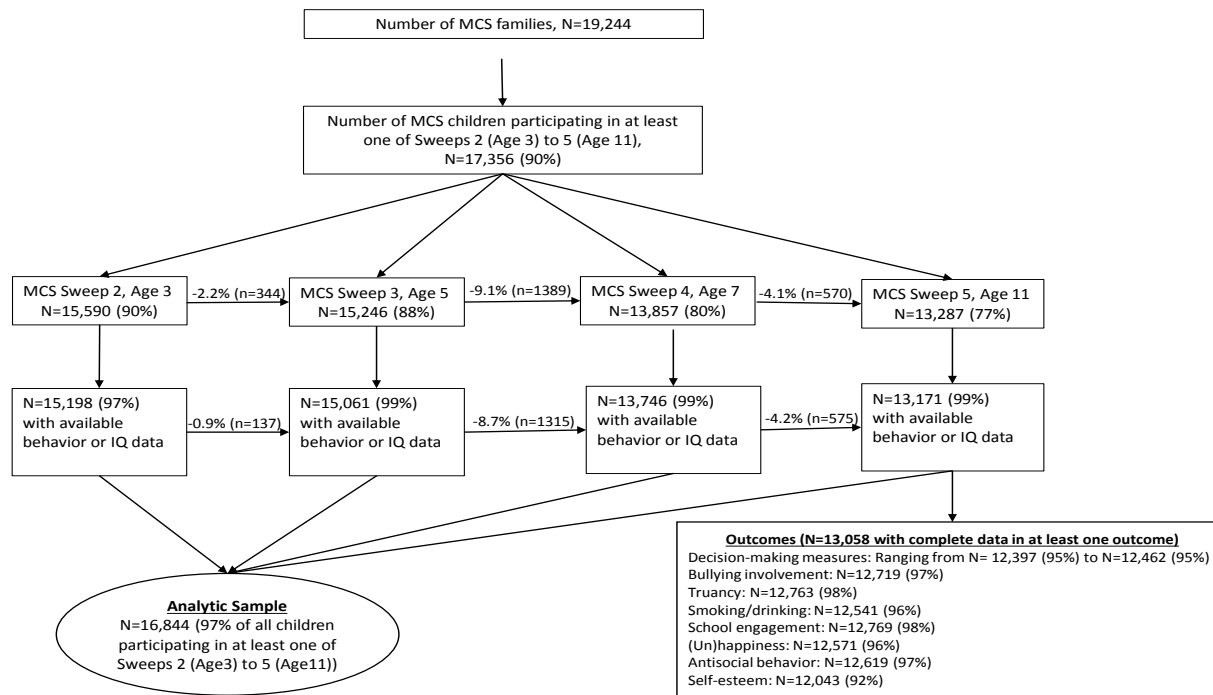 Number of MCS families, N=19,244
Number of MCS children participating in at least
one of Sweeps 2 (Age 3) to 5 (Age 11),
N=17,356 (90%)
MCS Sweep 2, Age 3
N=15,590 (90%)
-2.2% (n=344)
MCS Sweep 3, Age 5
N=15,246 (88%)
-9.1% (n=1389)
MCS Sweep 4, Age 7
N=13,857 (80%)
-4.1% (n=570)
MCS Sweep 5, Age 11
N=13,287 (77%)
N=15,198 (97%)
with available
behavior or IQ data
-0.9% (n=137)
N=15,061 (99%)
with available
behavior or IQ data
-8.7% (n=1315)
N=13,746 (99%)
with available
behavior or IQ data
-4.2% (n=575)
N=13,171 (99%)
with available
behavior or IQ data
Analytic Sample
N=16,844 (97% of all children
participating in at least one of
Sweeps 2 (Age3) to 5 (Age11))
Outcomes (N=13,058 with complete data in at least one outcome)
Decision-making measures: Ranging from N= 12,397 (95%) to N=12,462 (95%)
Bullying involvement: N=12,719 (97%)
Truancy: N=12,763 (98%)
Smoking/drinking: N=12,541 (96%)
School engagement: N=12,769 (98%)
(Un)happiness: N=12,571 (96%)
Antisocial behavior: N=12,619 (97%)
Self-esteem: N=12,043 (92%)